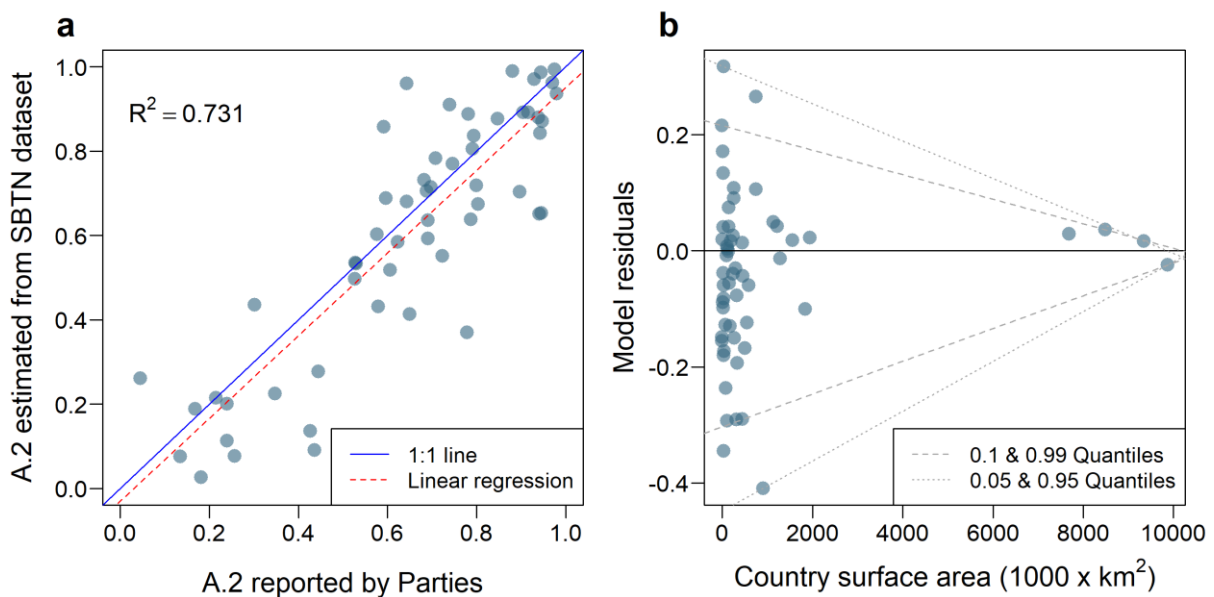 a
A.2 estimated from SBTN dataset
1.0
0.8
0.6
0.4
0.2
0.0
R² = 0.731
1:1 line
Linear regression
0.0 0.2 0.4 0.6 0.8 1.0
A.2 reported by Parties
b
Model residuals
0.2
0.0
-0.2
-0.4
0.1 & 0.99 Quantiles
0.05 & 0.95 Quantiles
0 2000 4000 6000 8000 10000
Country surface area (1000 x km²)